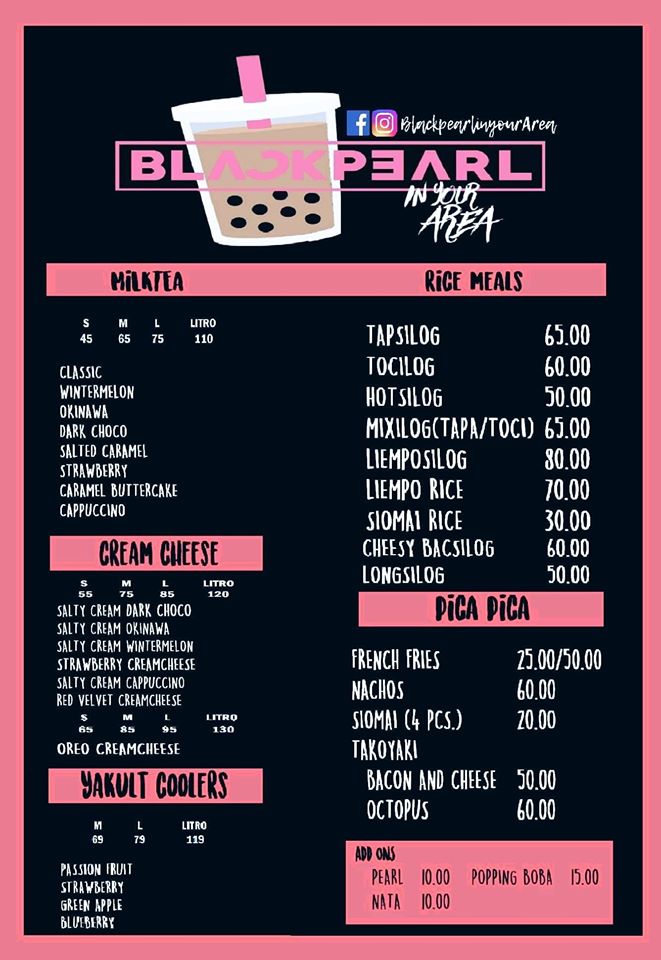 BlackpearlinyourArea
BLACKPEARL
IN YOUR
AREA
MILKTEA
S M L LITRO
45 65 75 110
CLASSIC
WINTERMELON
OKINAWA
DARK CHOCO
SALTED CARAMEL
STRAWBERRY
CARAMEL BUTTERCAKE
CAPPUCCINO
CREAM CHEESE
S M L LITRO
55 75 85 120
SALTY CREAM DARK CHOCO
SALTY CREAM OKINAWA
SALTY CREAM WINTERMELON
STRAWBERRY CREAMCHEESE
SALTY CREAM CAPPUCCINO
RED VELVET CREAMCHEESE
S M L LITRO
65 85 95 130
OREO CREAMCHEESE
YAKULT COOLERS
M L LITRO
69 79 119
PASSION FRUIT
STRAWBERRY
GREEN APPLE
BLUEBERRY
RICE MEALS
TAPSILOG 65.00
TOCILOG 60.00
HOTSILOG 50.00
MIXILOG(TAPA/TOCI) 65.00
LIEMPOSILOG 80.00
LIEMPO RICE 70.00
SIOMAI RICE 30.00
CHEESY BACSILOG 60.00
LONGSILOG 50.00
PICA PICA
FRENCH FRIES 25.00/50.00
NACHOS 60.00
SIOMAI (4 PCS.) 20.00
TAKOYAKI
BACON AND CHEESE 50.00
OCTOPUS 60.00
ADD ONS
PEARL 10.00 POPPING BOBA 15.00
NATA 10.00